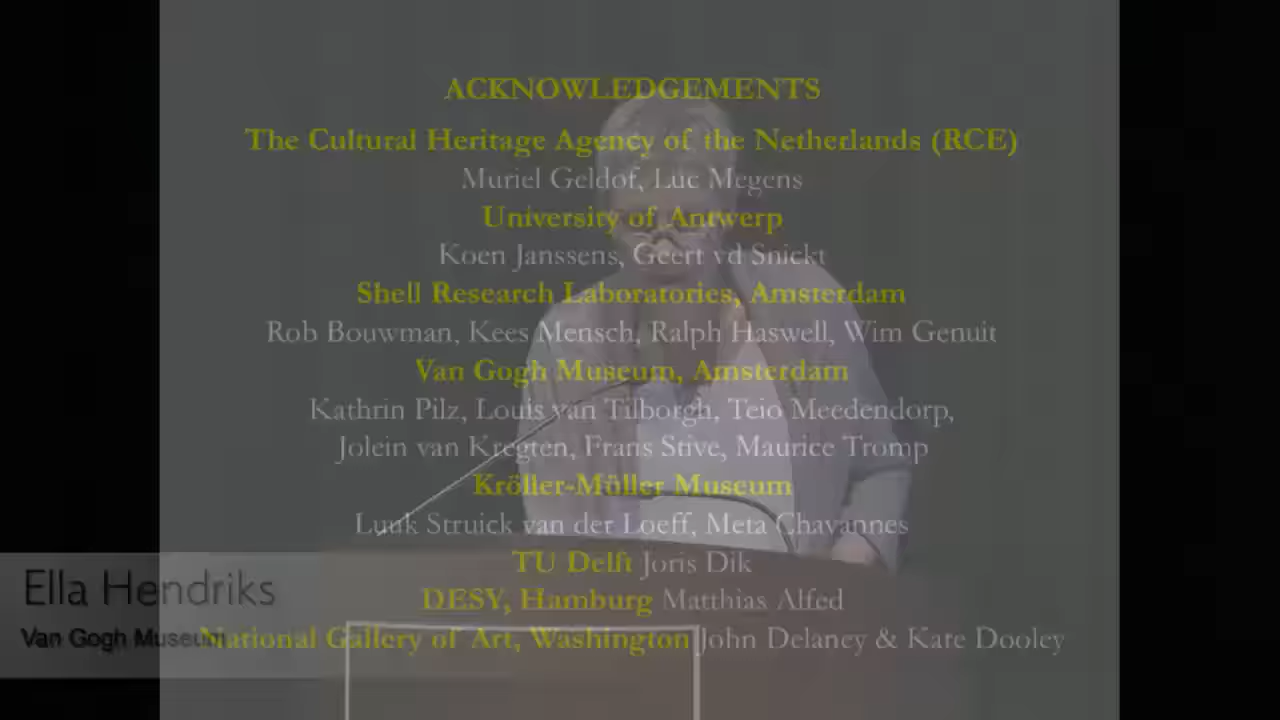 ACKNOWLEDGEMENTS
The Cultural Heritage Agency of the Netherlands (RCE)
Muriel Geldof, Luc Megens
University of Antwerp
Koen Janssens, Geert vd Snickt
Shell Research Laboratories, Amsterdam
Rob Bouwman, Kees Mensch, Ralph Haswell, Wim Genuit
Van Gogh Museum, Amsterdam
Kathrin Pilz, Louis van Tilborgh, Teio Meedendorp,
Jolein van Kregten, Frans Stive, Maurice Tromp
Kröller-Müller Museum
Luuk Struick van der Loeff, Meta Chavannes
TU Delft Joris Dik
DESY, Hamburg Matthias Alfed
National Gallery of Art, Washington John Delaney & Kate Dooley
Ella Hendriks
Van Gogh Museum